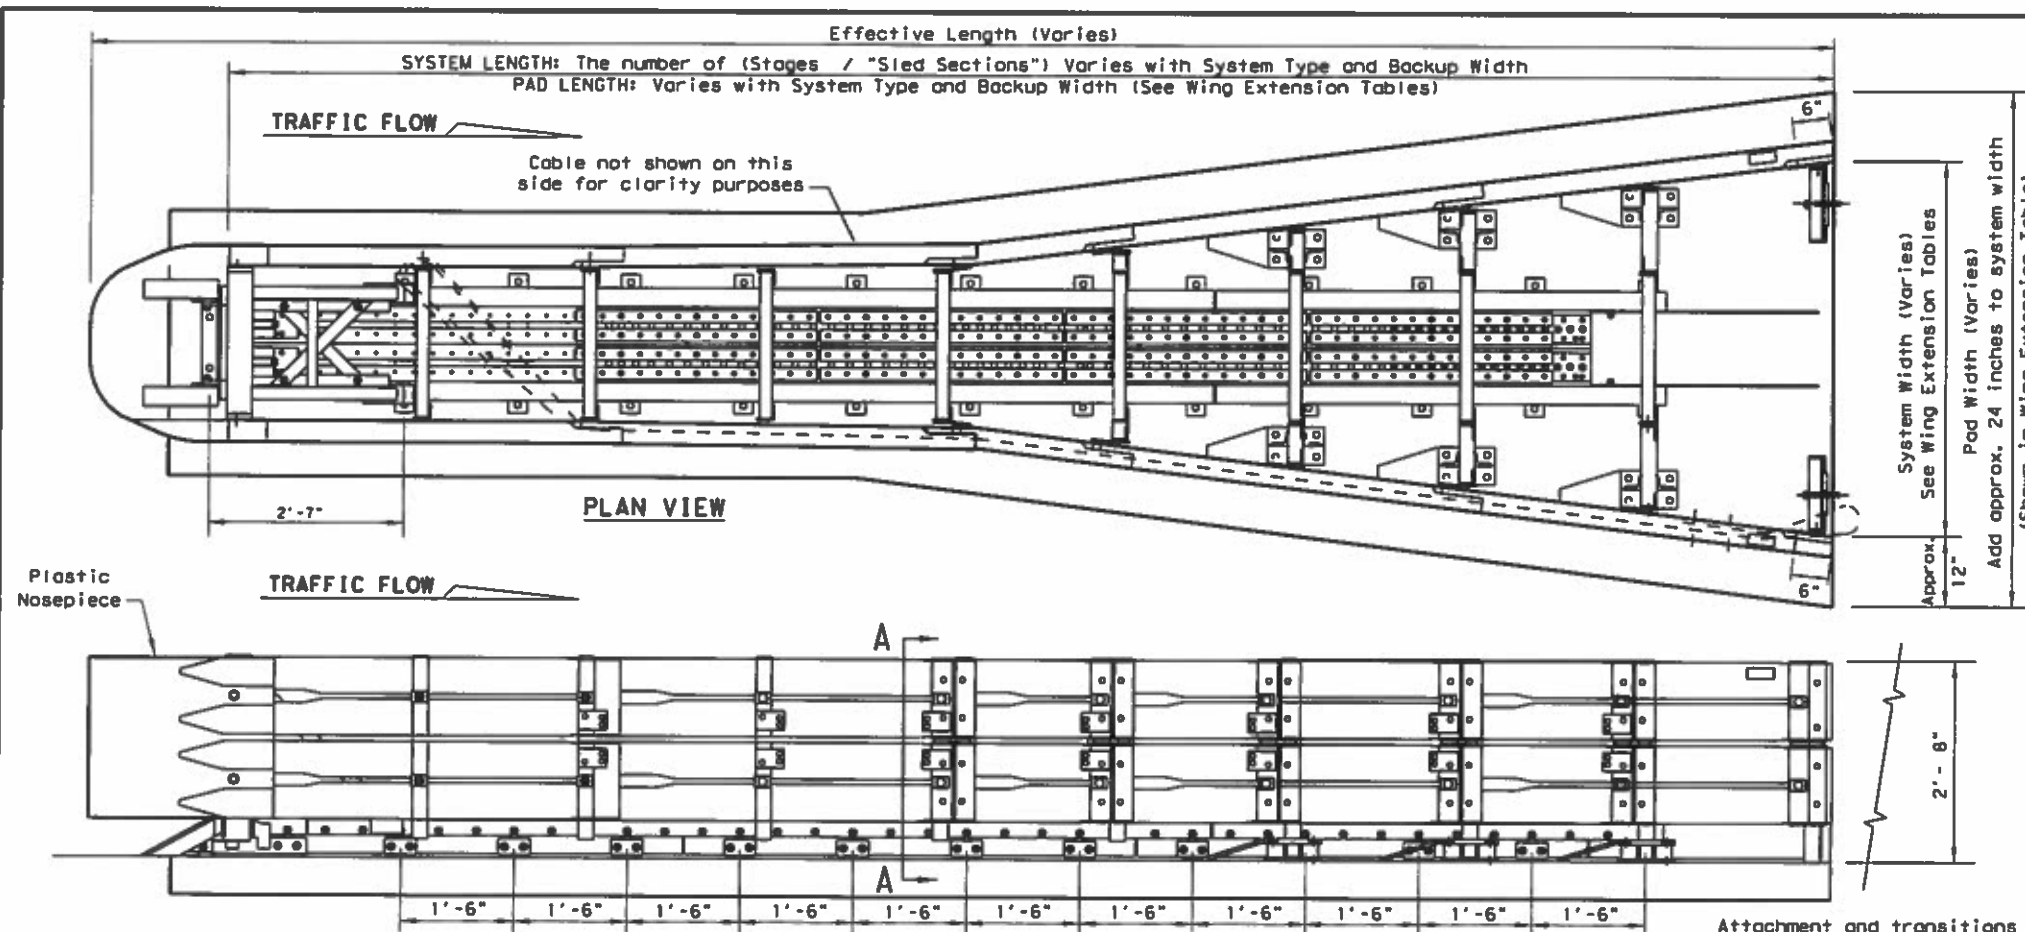 Effective Length (Varies)
SYSTEM LENGTH: The number of (Stages / "Sled Sections") Varies with System Type and Backup Width
PAD LENGTH: Varies with System Type and Backup Width (See Wing Extension Tables)
TRAFFIC FLOW
6"
Cable not shown on this
side for clarity purposes
System Width (Varies)
See Wing Extension Tables
Pad Width (Varies)
Add approx. 24 inches to system width
2'-7"
PLAN VIEW
Approx.
12"
6"
Plastic
Nosepiece
TRAFFIC FLOW
A
2'-8"
A
1'-6" 1'-6" 1'-6" 1'-6" 1'-6" 1'-6" 1'-6" 1'-6" 1'-6" 1'-6" 1'-6"
Attachment and transitions